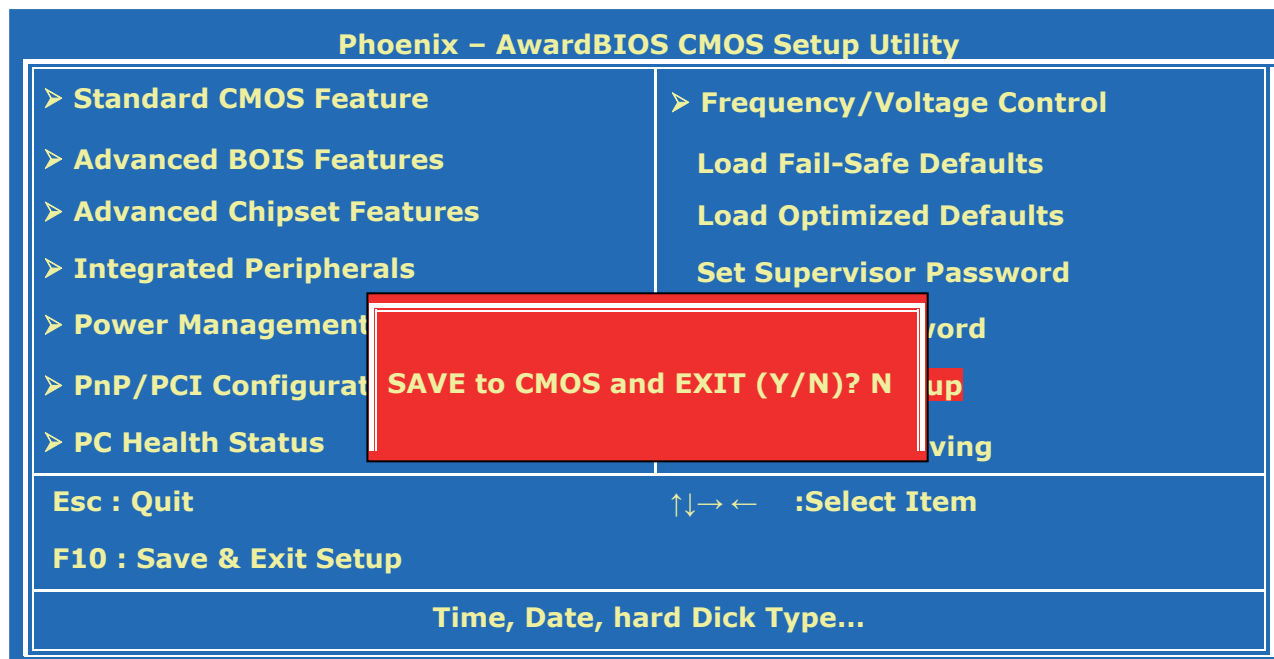 Phoenix – AwardBIOS CMOS Setup Utility
➢ Standard CMOS Feature
➢ Advanced BOIS Features
➢ Advanced Chipset Features
➢ Integrated Peripherals
➢ Power Management
➢ PnP/PCI Configurat
➢ PC Health Status
➢ Frequency/Voltage Control
Load Fail-Safe Defaults
Load Optimized Defaults
Set Supervisor Password
word
up
ving
SAVE to CMOS and EXIT (Y/N)? N
Esc : Quit
↑↓→← :Select Item
F10 : Save & Exit Setup
Time, Date, hard Dick Type...